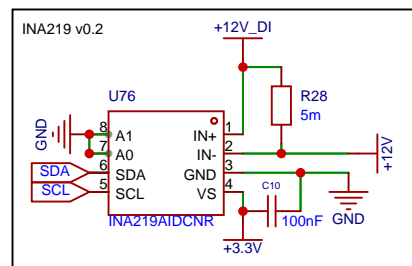 INA219 v0.2
+12V_DI
U76
R28
5m
GND
8 A1
7 A0
6 SDA
5 SCL
IN+ 1
IN- 2
GND 3
VS 4
SDA
SCL
+12V
C10
100nF
GND
INA219AIDCNR
+3.3V